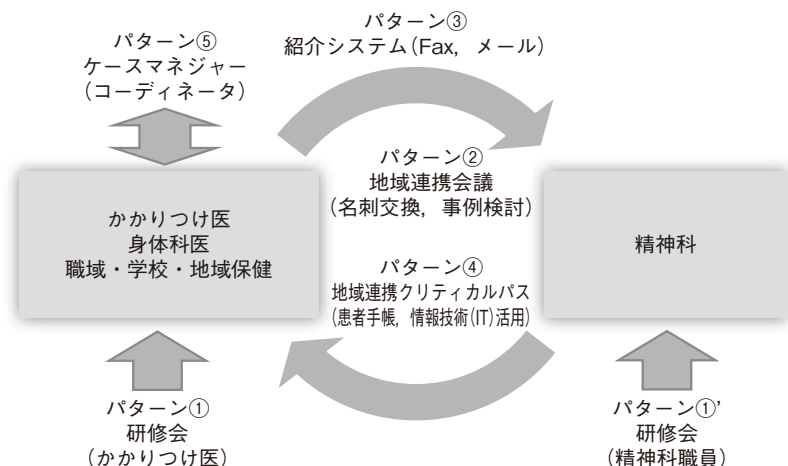 パターン⑤
ケースマネジャー
(コーディネータ)
パターン③
紹介システム(Fax, メール)
パターン②
地域連携会議
(名刺交換, 事例検討)
かかりつけ医
身体科医
職域・学校・地域保健
精神科
パターン④
地域連携クリティカルパス
(患者手帳, 情報技術(IT)活用)
パターン①
研修会
(かかりつけ医)
パターン①’
研修会
(精神科職員)